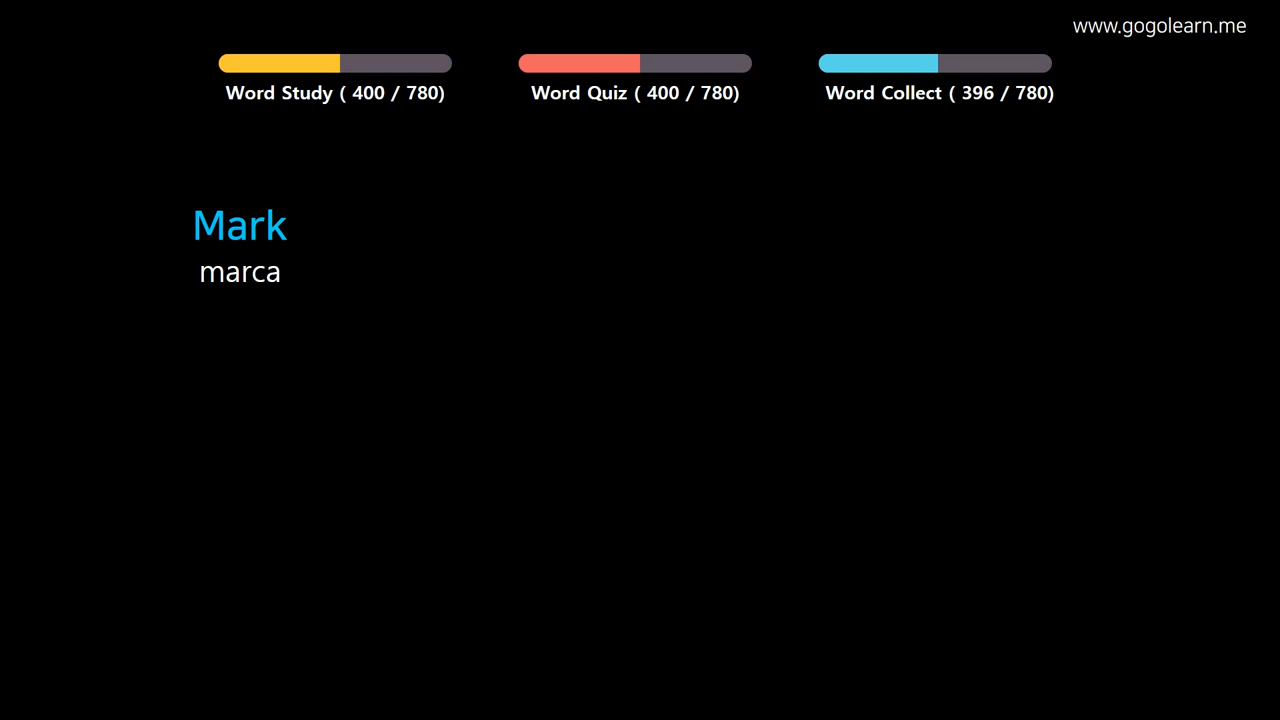 www.gogolearn.me
Word Study ( 400 / 780)
Word Quiz ( 400 / 780)
Word Collect ( 396 / 780)
Mark
marca